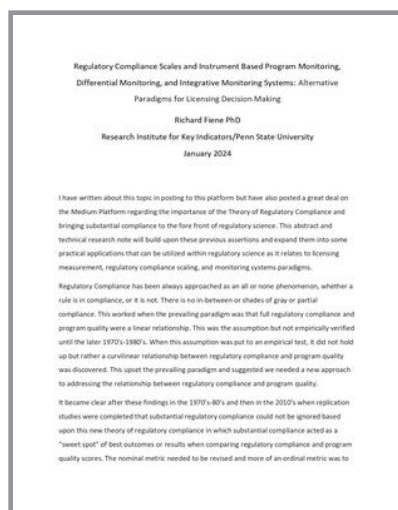 Regulatory Compliance Scales and Instrument Based Program Monitoring,
Differential Monitoring, and Integrative Monitoring Systems: Alternative
Paradigms for Licensing Decision Making
Richard Fiene PhD
Research Institute for Key Indicators/Penn State University
January 2024
I have written about this topic in posting to this platform but have also posted a great deal on
the Medium Platform regarding the importance of the Theory of Regulatory Compliance and
bringing substantial compliance to the fore front of regulatory science. This abstract and
technical research note will build upon these previous assertions and expand them into some
practical applications that can be utilized within regulatory science as it relates to licensing
measurement, regulatory compliance scaling, and monitoring systems paradigms.
Regulatory Compliance has been always approached as an all or none phenomenon, whether a
rule is in compliance, or it is not. There is no in-between or shades of gray or partial
compliance. This worked when the prevailing paradigm was that full regulatory compliance and
program quality were a linear relationship. This was the assumption but not empirically verified
until the later 1970's-1980's. When this assumption was put to an empirical test, it did not hold
up but rather a curvilinear relationship between regulatory compliance and program quality
was discovered. This upset the prevailing paradigm and suggested we needed a new approach
to addressing the relationship between regulatory compliance and program quality.
It became clear after these findings in the 1970's-80's and then in the 2010's when replication
studies were completed that substantial regulatory compliance could not be ignored based
upon this new theory of regulatory compliance in which substantial compliance acted as a
"sweet spot" of best outcomes or results when comparing regulatory compliance and program
quality scores. The nominal metric needed to be revised and more of an ordinal metric was to